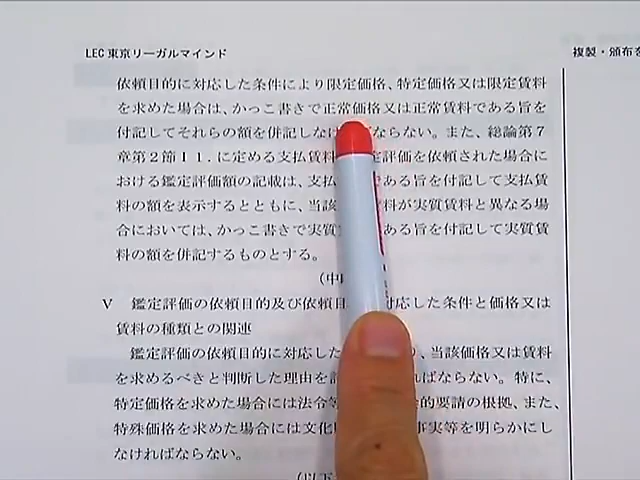 LEC東京リーガルマインド
複製・頒布を
依頼目的に対応した条件により限定価格、特定価格又は限定賃料
を求めた場合は、かっこ書きで正常価格又は正常賃料である旨を
付記してそれらの額を併記しなけ ばならない。また、総論第7
章第2節11.に定める支払賃料 定評価を依頼された場合に
おける鑑定評価額の記載は、支払 ある旨を付記して支払賃
料の額を表示するとともに、当該 料が実質賃料と異なる場
合においては、かっこ書きで実質 ある旨を付記して実質賃
料の額を併記するものとする。
(中
V 鑑定評価の依頼目的及び依頼目 対応した条件と価格又は
賃料の種類との関連
鑑定評価の依頼目的に対応した 、当該価格又は賃料
を求めるべきと判断した理由を ればならない。特に、
特定価格を求めた場合には法令等 的要請の根拠、また、
特殊価格を求めた場合には文化 事実等を明らかにし
なければならない。
(以下